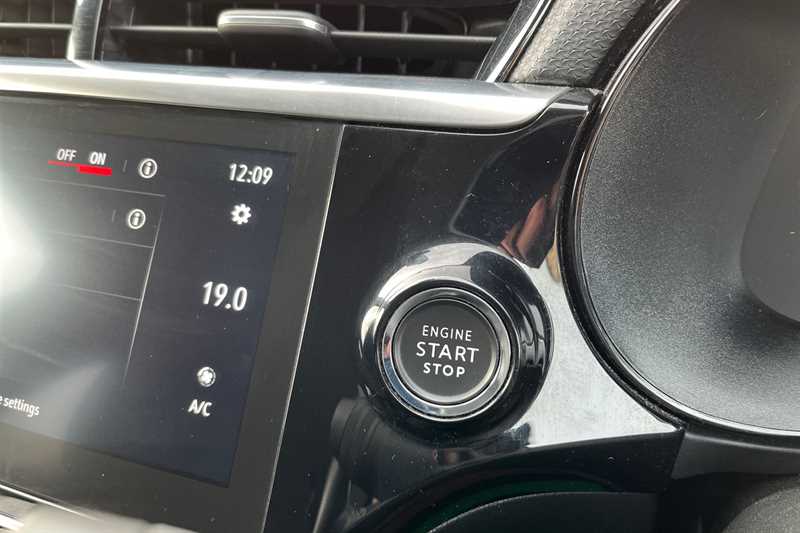 OFF ON
12:09
19.0
A/C
settings
ENGINE
START
STOP